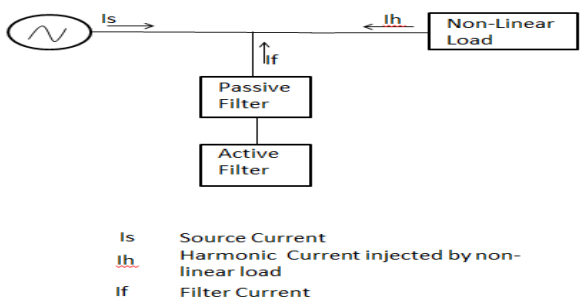 Is
Ih
Non-Linear
Load
If
Passive
Filter
Active
Filter
Is Source Current
Ih Harmonic Current injected by non-
linear load
If Filter Current